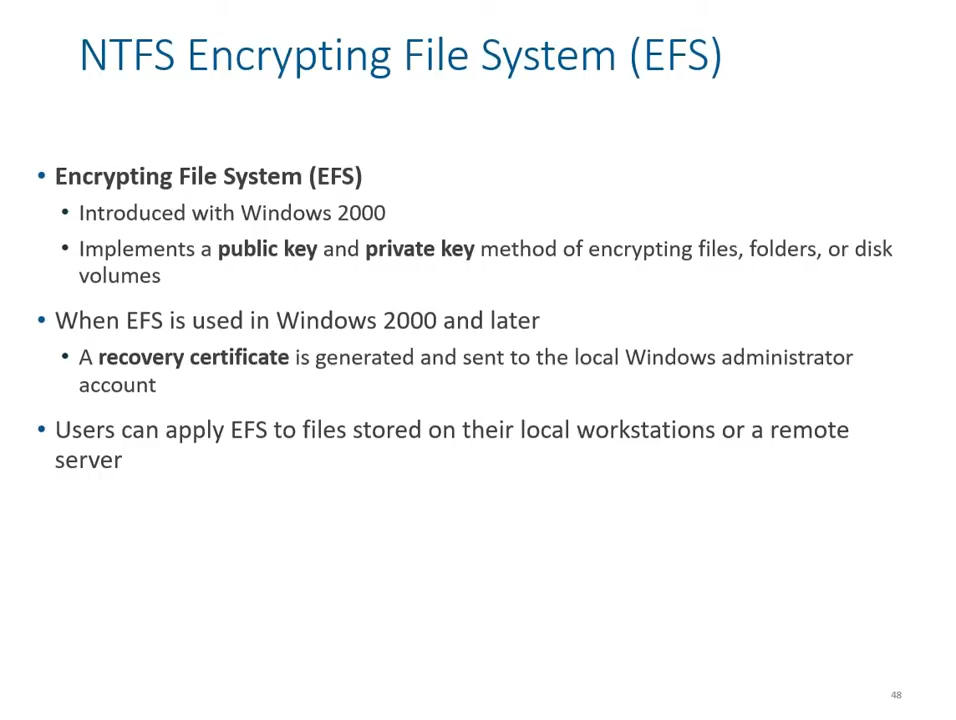 NTFS Encrypting File System (EFS)
• Encrypting File System (EFS)
• Introduced with Windows 2000
• Implements a public key and private key method of encrypting files, folders, or disk
volumes
• When EFS is used in Windows 2000 and later
• A recovery certificate is generated and sent to the local Windows administrator
account
• Users can apply EFS to files stored on their local workstations or a remote
server
48